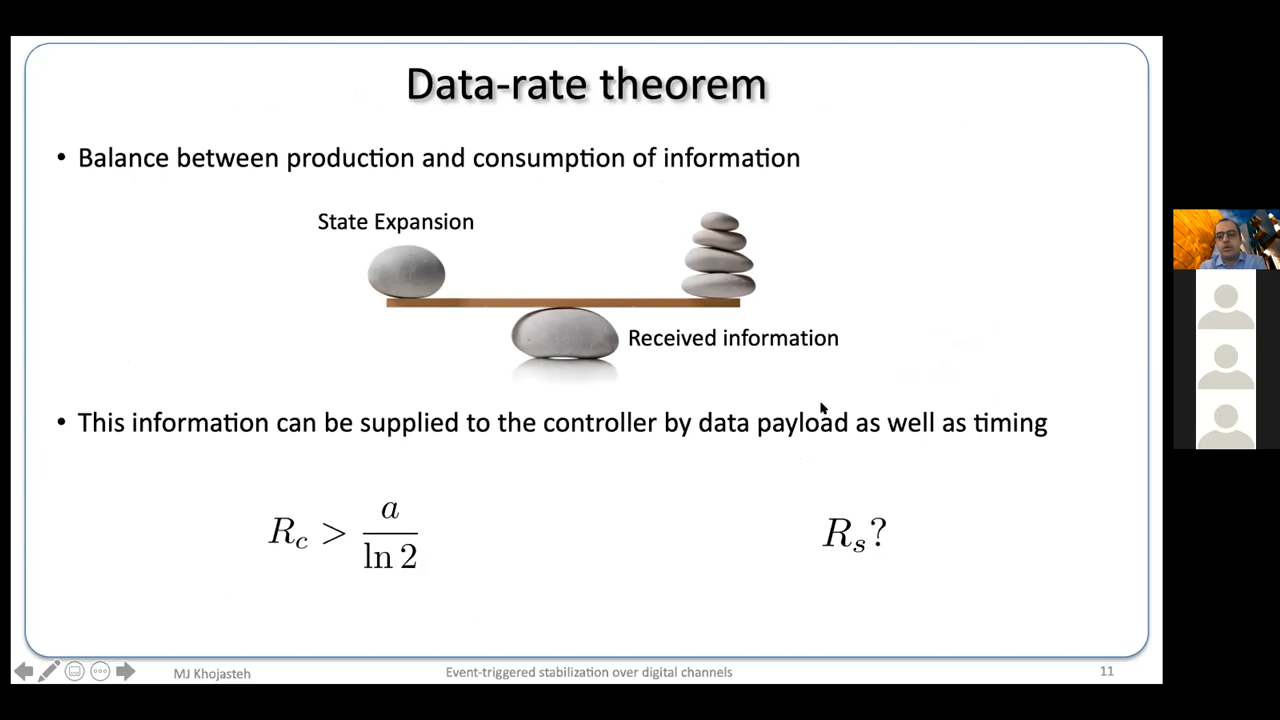 Data-rate theorem
• Balance between production and consumption of information
State Expansion
Received information
• This information can be supplied to the controller by data payload as well as timing
R_c > a / ln 2
R_s?
MJ Khojasteh
Event-triggered stabilization over digital channels
11